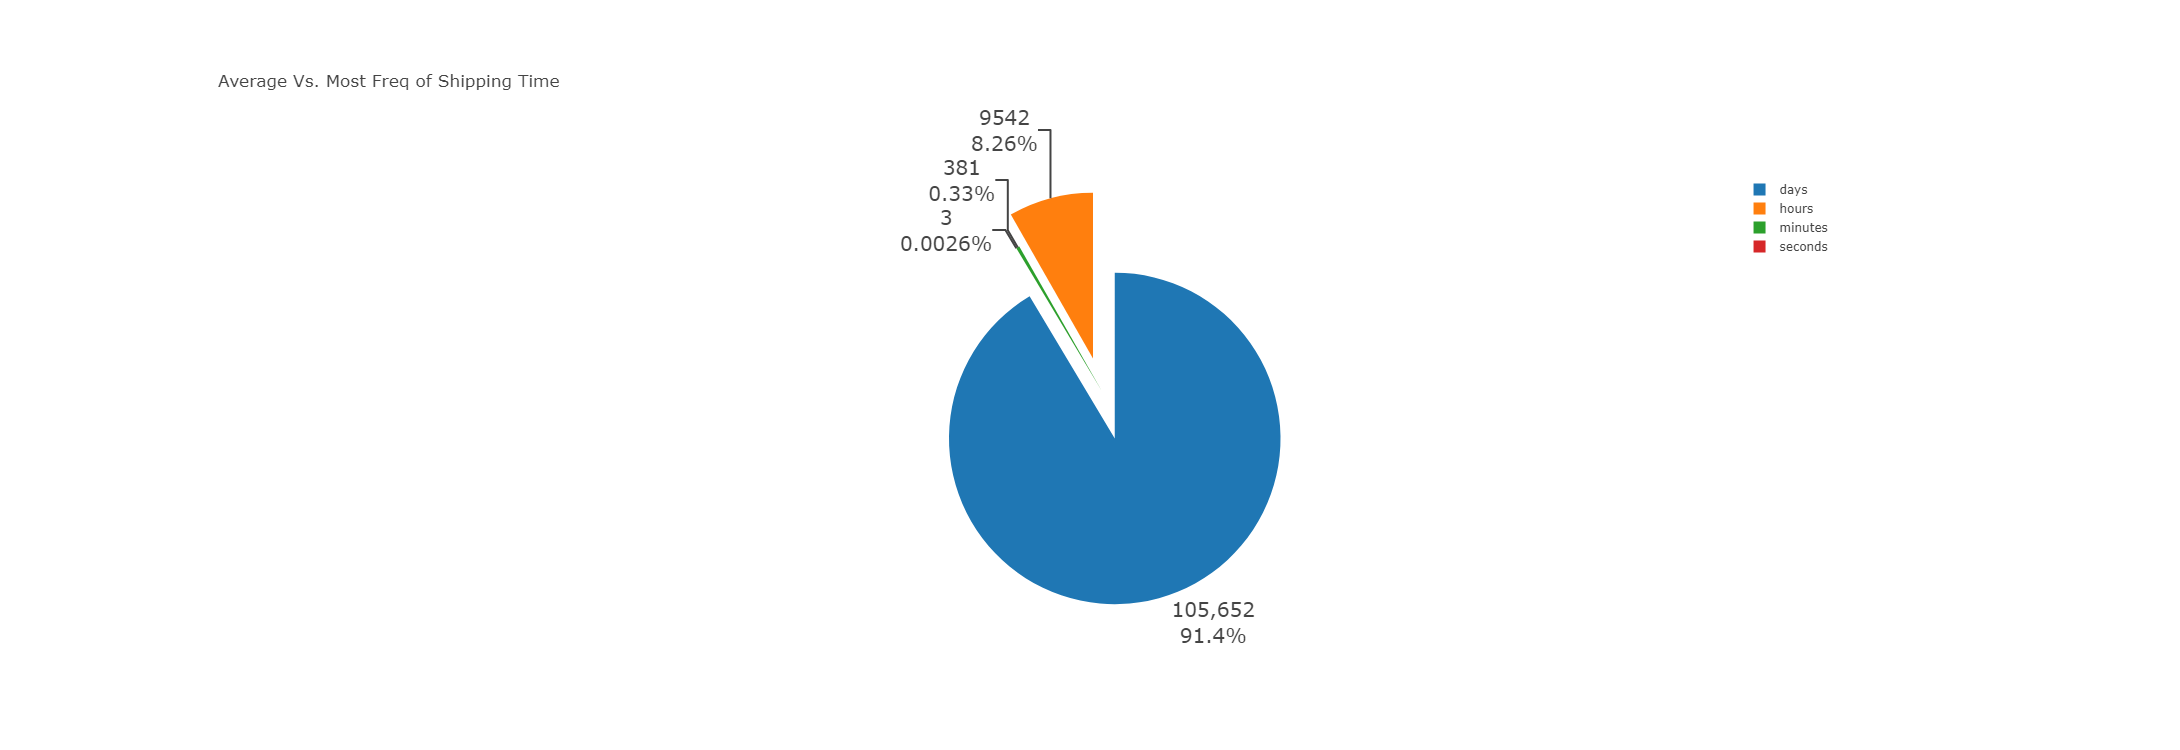 Average Vs. Most Freq of Shipping Time
9542
8.26%
381
0.33%
3
0.0026%
105,652
91.4%
days
hours
minutes
seconds